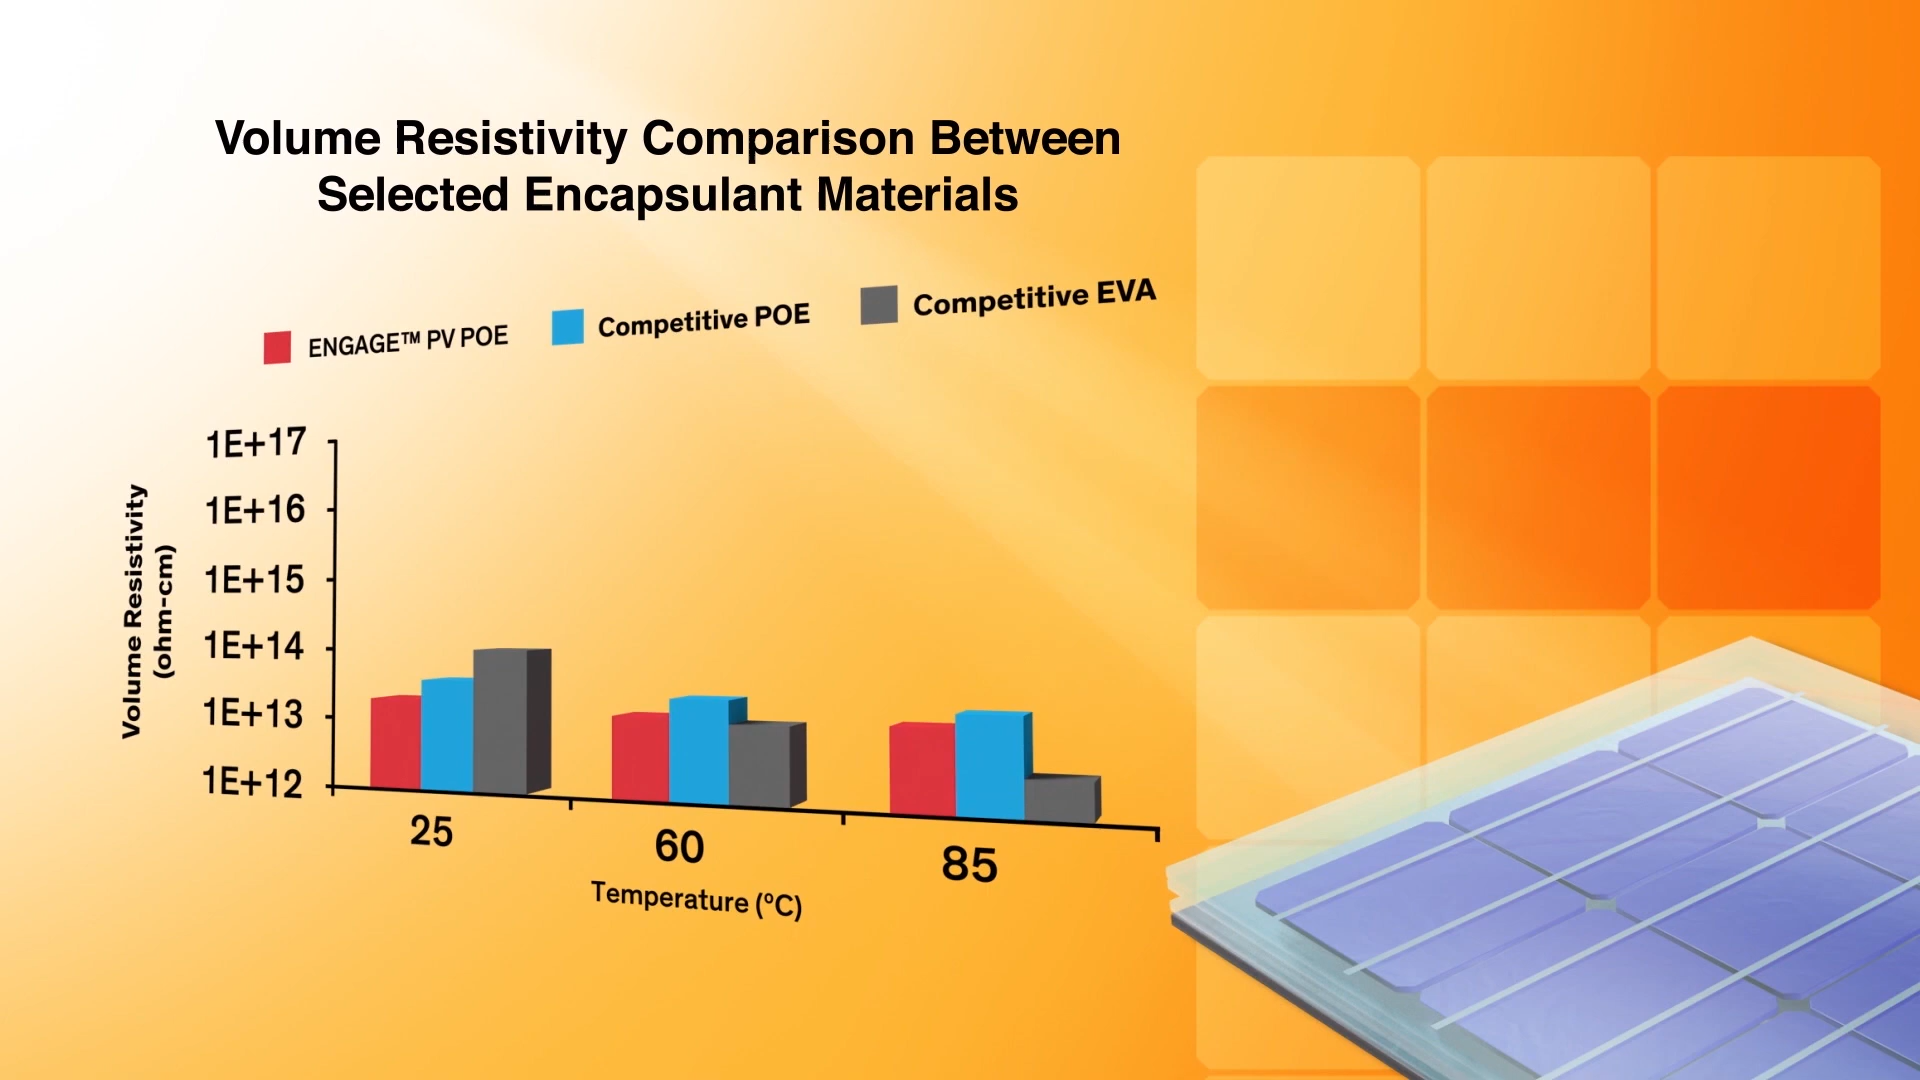 Volume Resistivity Comparison Between
Selected Encapsulant Materials
ENGAGE™ PV POE
Competitive POE
Competitive EVA
1E+17
1E+16
1E+15
1E+14
1E+13
1E+12
Volume Resistivity
(ohm-cm)
25
60
85
Temperature (°C)